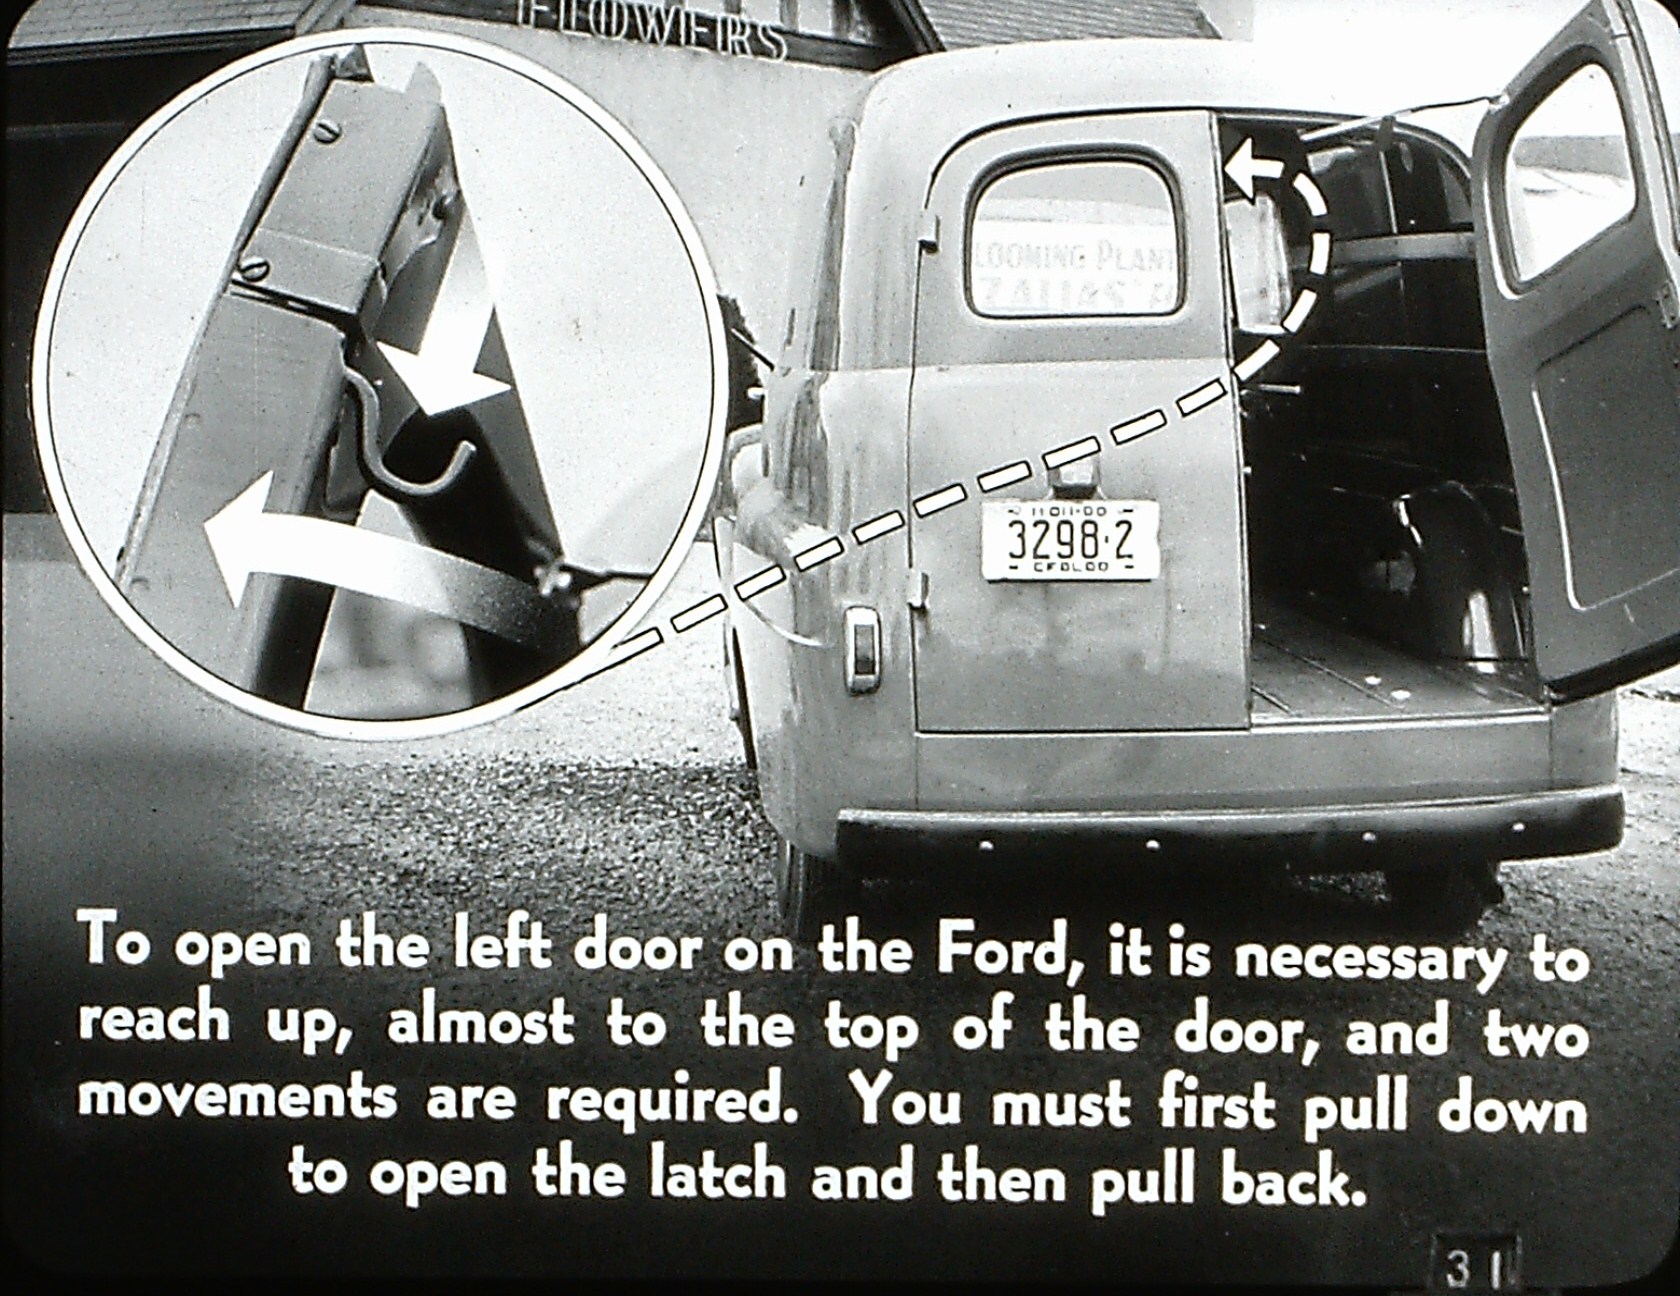 FLOWERS
LOOMING PLANT
ZALIAS
3298·2
To open the left door on the Ford, it is necessary to
reach up, almost to the top of the door, and two
movements are required. You must first pull down
to open the latch and then pull back.
31